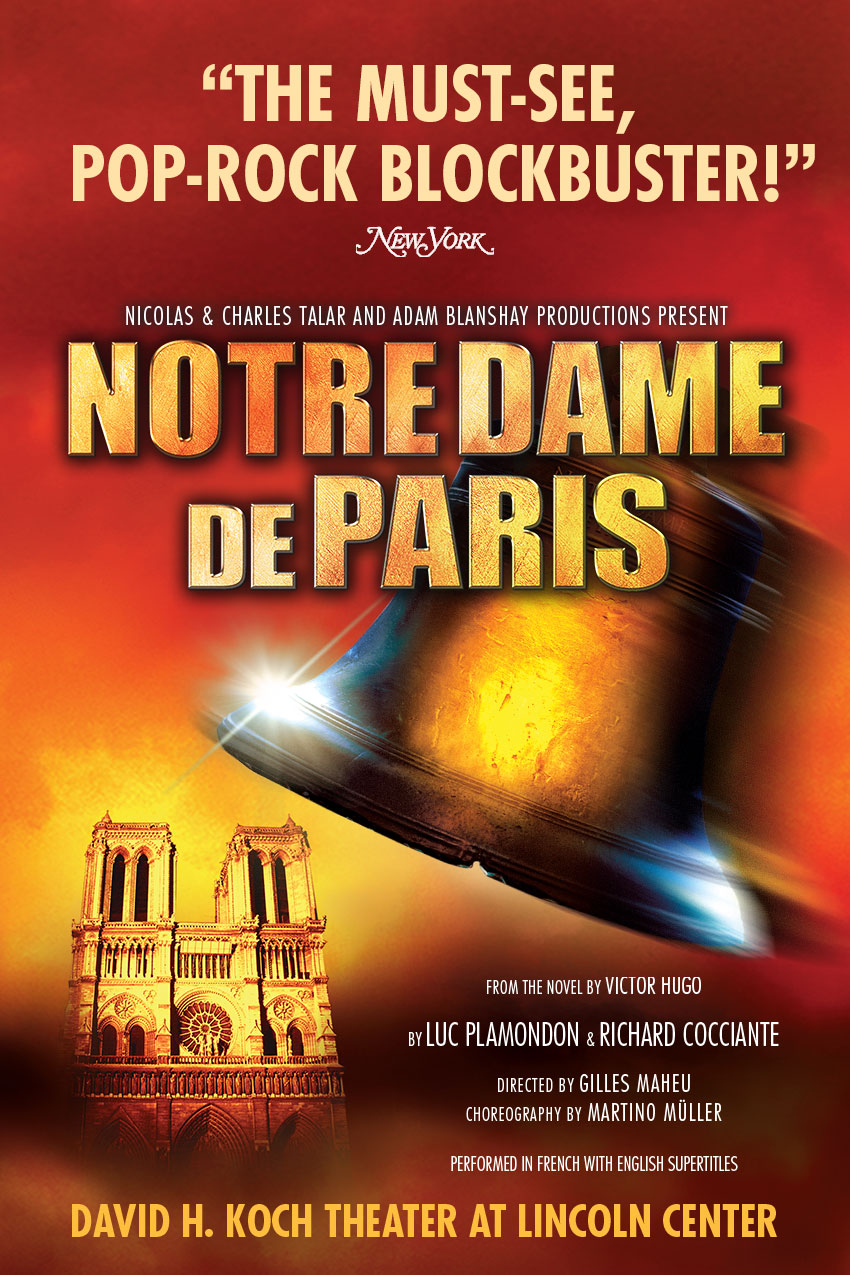 “THE MUST-SEE,
POP-ROCK BLOCKBUSTER!”
NEW YORK
NICOLAS & CHARLES TALAR AND ADAM BLANSHAY PRODUCTIONS PRESENT
NOTRE DAME
DE PARIS
FROM THE NOVEL BY VICTOR HUGO
BY LUC PLAMONDON & RICHARD COCCIANTE
DIRECTED BY GILLES MAHEU
CHOREOGRAPHY BY MARTINO MÜLLER
PERFORMED IN FRENCH WITH ENGLISH SUPERTITLES
DAVID H. KOCH THEATER AT LINCOLN CENTER